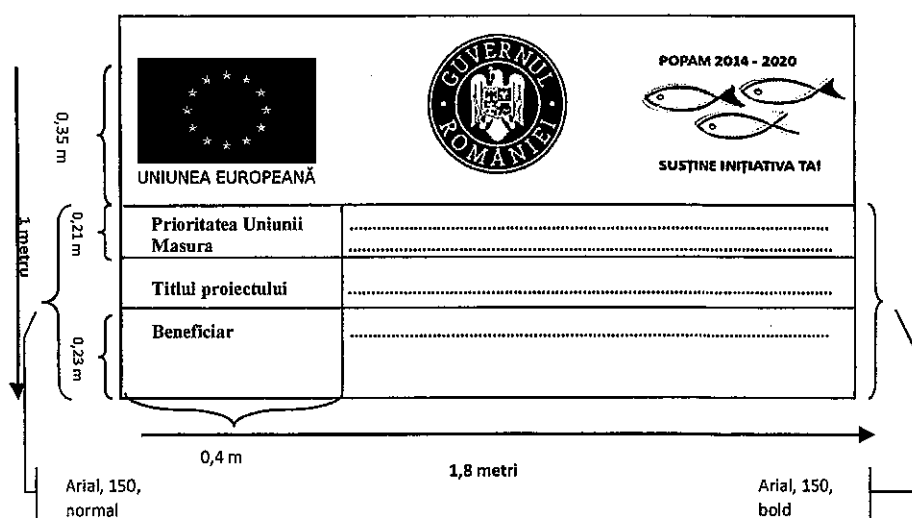 POPAM 2014 - 2020
GUVERNUL ROMÂNIEI
UNIUNEA EUROPEANĂ
SUSȚINE INIȚIATIVA TA!
0,35 m
1 metru
0,21 m
Prioritatea Uniunii ............................................................
Masura ............................................................
Titlul proiectului ............................................................
Beneficiar ............................................................
0,23 m
0,4 m
1,8 metri
Arial, 150,
normal
Arial, 150,
bold